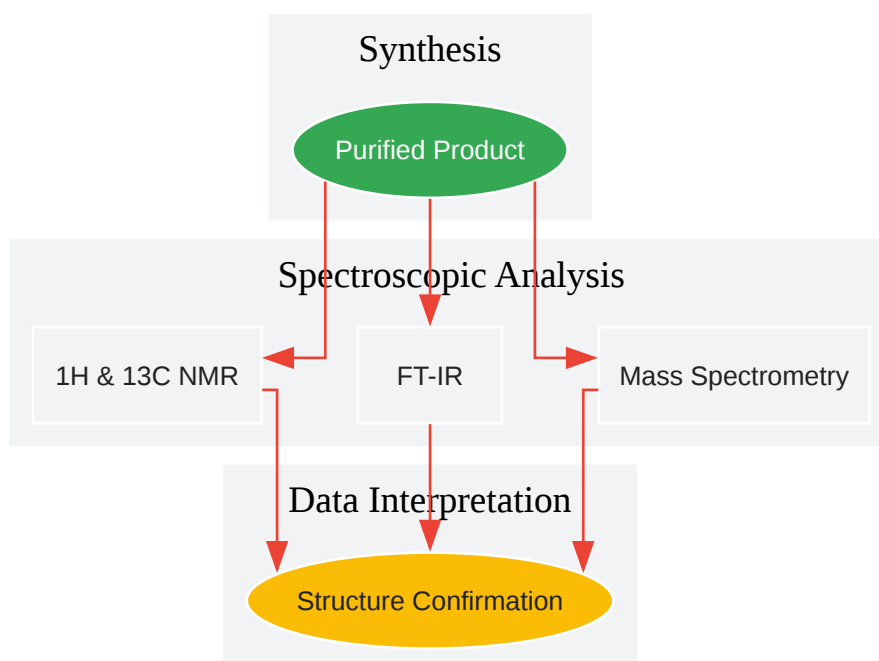 Synthesis
Purified Product
Spectroscopic Analysis
1H & 13C NMR
FT-IR
Mass Spectrometry
Data Interpretation
Structure Confirmation